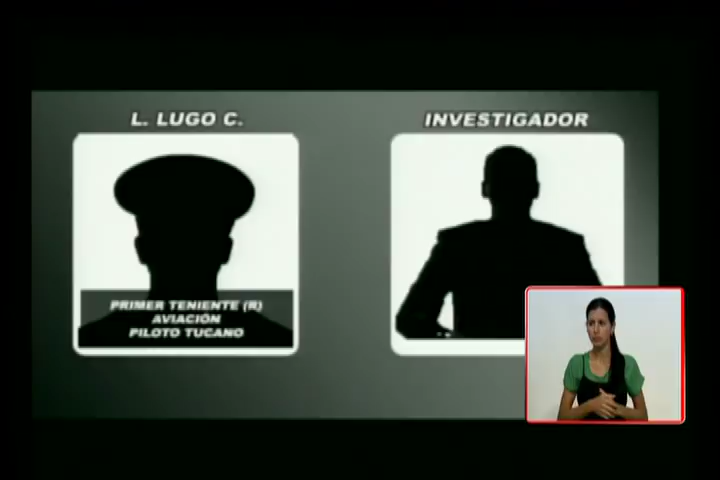 L. LUGO C.
INVESTIGADOR
PRIMER TENIENTE (R)
AVIACIÓN
PILOTO TUCANO